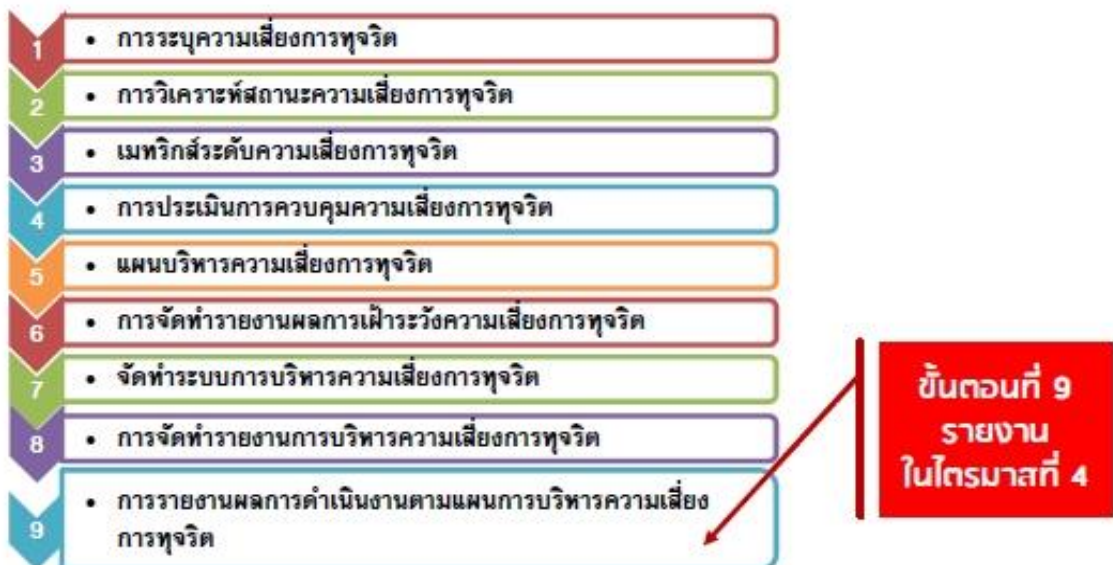 1 • การระบุความเสี่ยงการทุจริต
2 • การวิเคราะห์สถานะความเสี่ยงการทุจริต
3 • เมทริกส์ระดับความเสี่ยงการทุจริต
4 • การประเมินการควบคุมความเสี่ยงการทุจริต
5 • แผนบริหารความเสี่ยงการทุจริต
6 • การจัดทำรายงานผลการเฝ้าระวังความเสี่ยงการทุจริต
7 • จัดทำระบบการบริหารความเสี่ยงการทุจริต
8 • การจัดทำรายงานการบริหารความเสี่ยงการทุจริต
9 • การรายงานผลการดำเนินงานตามแผนการบริหารความเสี่ยง
การทุจริต
ขั้นตอนที่ 9
รายงาน
ในไตรมาสที่ 4